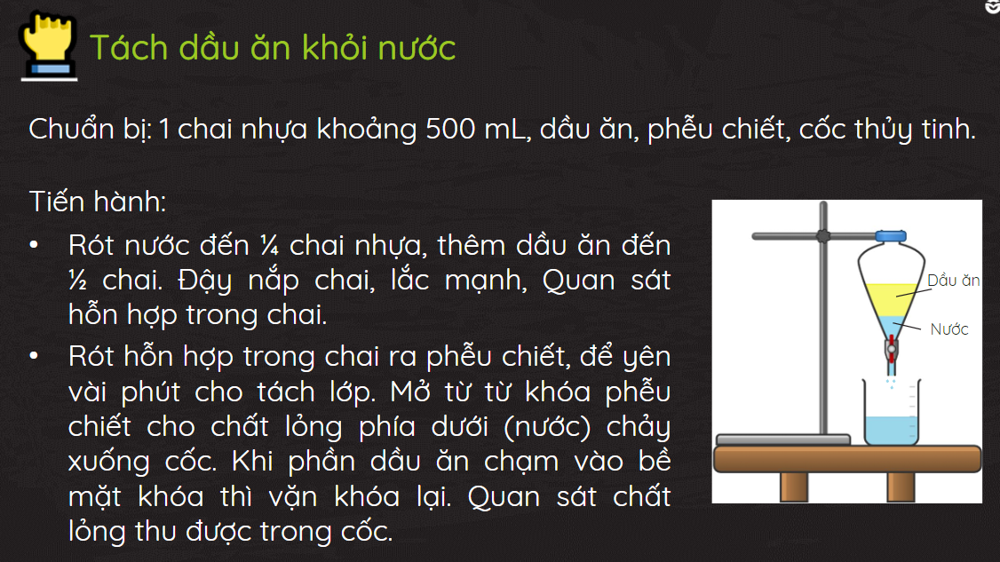 Tách dầu ăn khỏi nước
Chuẩn bị: 1 chai nhựa khoảng 500 mL, dầu ăn, phễu chiết, cốc thủy tinh.
Tiến hành:
• Rót nước đến ¼ chai nhựa, thêm dầu ăn đến
½ chai. Đậy nắp chai, lắc mạnh, Quan sát
hỗn hợp trong chai.
• Rót hỗn hợp trong chai ra phễu chiết, để yên
vài phút cho tách lớp. Mở từ từ khóa phễu
chiết cho chất lỏng phía dưới (nước) chảy
xuống cốc. Khi phần dầu ăn chạm vào bề
mặt khóa thì vặn khóa lại. Quan sát chất
lỏng thu được trong cốc.
Dầu ăn
Nước